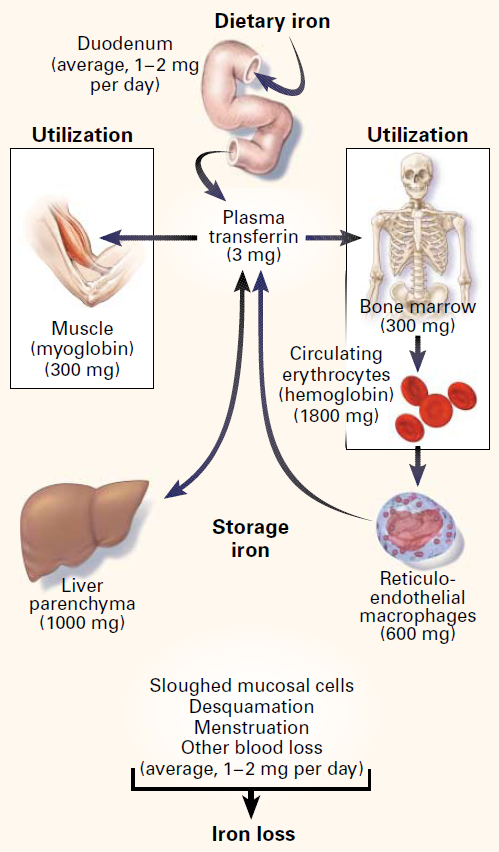 Dietary iron
Duodenum
(average, 1–2 mg
per day)
Utilization
Utilization
Plasma
transferrin
(3 mg)
Muscle
(myoglobin)
(300 mg)
Bone marrow
(300 mg)
Circulating
erythrocytes
(hemoglobin)
(1800 mg)
Storage
iron
Liver
parenchyma
(1000 mg)
Reticulo-
endothelial
macrophages
(600 mg)
Sloughed mucosal cells
Desquamation
Menstruation
Other blood loss
(average, 1–2 mg per day)
Iron loss